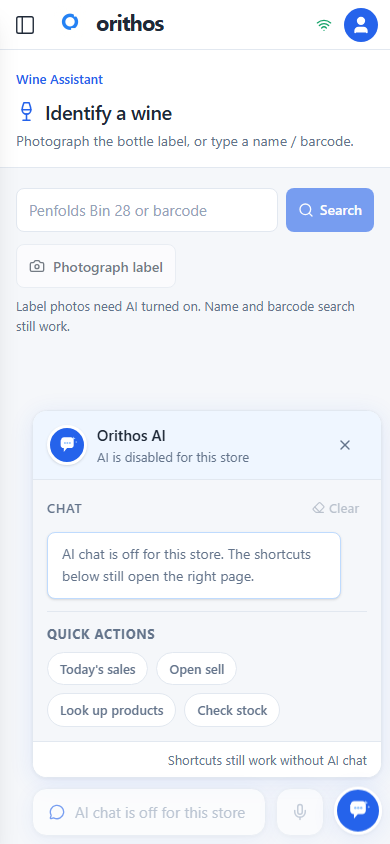 orithos
Wine Assistant
Identify a wine
Photograph the bottle label, or type a name / barcode.
Penfolds Bin 28 or barcode
Search
Photograph label
Label photos need AI turned on. Name and barcode search
still work.
Orithos AI
AI is disabled for this store
CHAT
Clear
AI chat is off for this store. The shortcuts
below still open the right page.
QUICK ACTIONS
Today's sales
Open sell
Look up products
Check stock
Shortcuts still work without AI chat
AI chat is off for this store